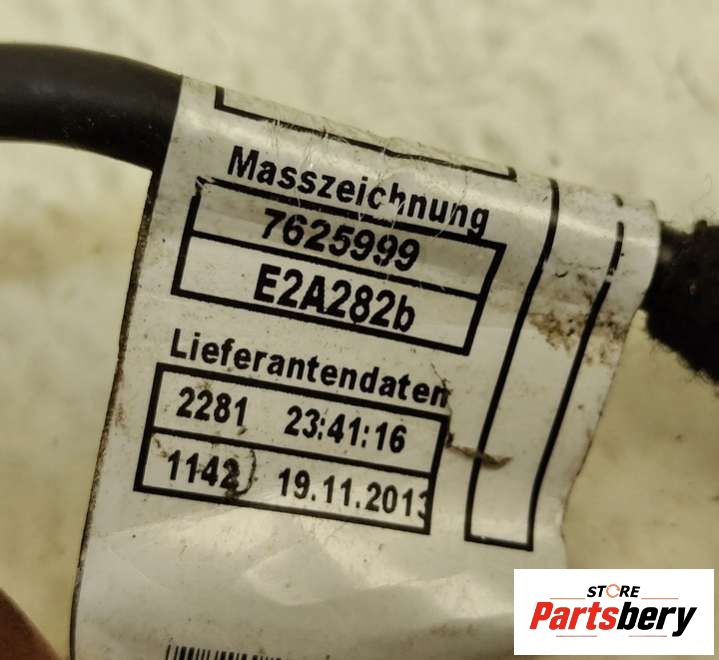 Masszeichnung
7625999
E2A282b
Lieferantendaten
2281 23:41:16
1142 19.11.2013
STORE
Partsbery